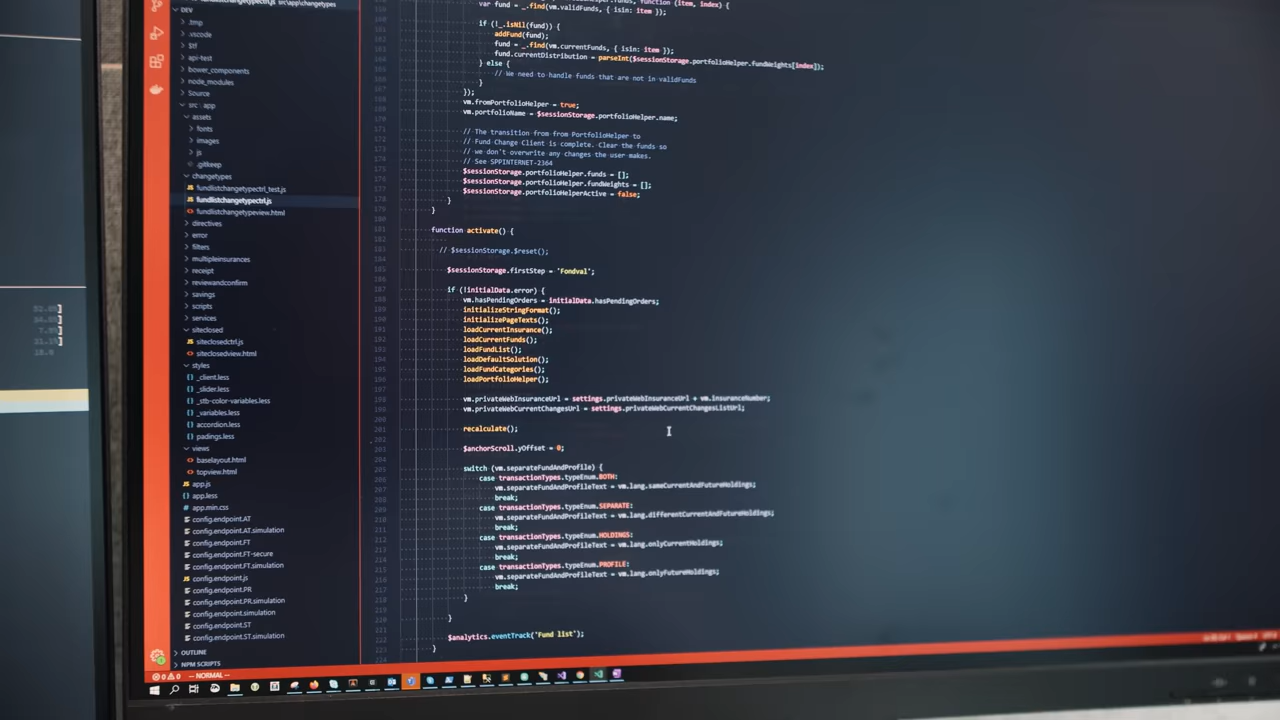 fundlistchangetypectrl.js src\app\changetypes
DEV
.tmp
.vscode
$tf
api-test
bower_components
node_modules
Source
src app
assets
fonts
images
js
.gitkeep
changetypes
fundlistchangetypectrl_test.js
fundlistchangetypectrl.js
fundlistchangetypeview.html
directives
error
filters
multipleinsurances
receipt
reviewandconfirm
savings
scripts
services
siteclosed
siteclosedctrl.js
siteclosedview.html
styles
_client.less
_slider.less
_stb-color-variables.less
_variables.less
accordion.less
padings.less
views
baselayout.html
topview.html
app.js
app.less
app.min.css
config.endpoint.AT
config.endpoint.AT.simulation
config.endpoint.FT
config.endpoint.FT-secure
config.endpoint.FT.simulation
config.endpoint.js
config.endpoint.PR
config.endpoint.PR.simulation
config.endpoint.simulation
config.endpoint.ST
config.endpoint.ST.simulation
OUTLINE
NPM SCRIPTS
0 0 -- NORMAL --
function (item, index) {
var fund = _.find(vm.validFunds, { isin: item });
if (!_.isNil(fund)) {
addFund(fund);
fund = _.find(vm.currentFunds, { isin: item });
fund.currentDistribution = parseInt($sessionStorage.portfolioHelper.fundWeights[index]);
} else {
// We need to handle funds that are not in validFunds
}
});
vm.fromPortfolioHelper = true;
vm.portfolioName = $sessionStorage.portfolioHelper.name;
// The transition from from PortfolioHelper to
// Fund Change Client is complete. Clear the funds so
// we don't overwrite any changes the user makes.
// See SPPINTERNET-2364
$sessionStorage.portfolioHelper.funds = [];
$sessionStorage.portfolioHelper.fundWeights = [];
$sessionStorage.portfolioHelperActive = false;
}
}
function activate() {
// $sessionStorage.$reset();
$sessionStorage.firstStep = 'Fondval';
if (!initialData.error) {
vm.hasPendingOrders = initialData.hasPendingOrders;
initializeStringFormat();
initializePageTexts();
loadCurrentInsurance();
loadCurrentFunds();
loadFundList();
loadDefaultSolution();
loadFundCategories();
loadPortfolioHelper();
vm.privateWebInsuranceUrl = settings.privateWebInsuranceUrl + vm.insuranceNumber;
vm.privateWebCurrentChangesUrl = settings.privateWebCurrentChangesListUrl;
recalculate();
$anchorScroll.yOffset = 0;
switch (vm.separateFundAndProfile) {
case transactionTypes.typeEnum.BOTH:
vm.separateFundAndProfileText = vm.lang.sameCurrentAndFutureHoldings;
break;
case transactionTypes.typeEnum.SEPARATE:
vm.separateFundAndProfileText = vm.lang.differentCurrentAndFutureHoldings;
break;
case transactionTypes.typeEnum.HOLDINGS:
vm.separateFundAndProfileText = vm.lang.onlyCurrentHoldings;
break;
case transactionTypes.typeEnum.PROFILE:
vm.separateFundAndProfileText = vm.lang.onlyFutureHoldings;
break;
}
}
$analytics.eventTrack('Fund list');
}